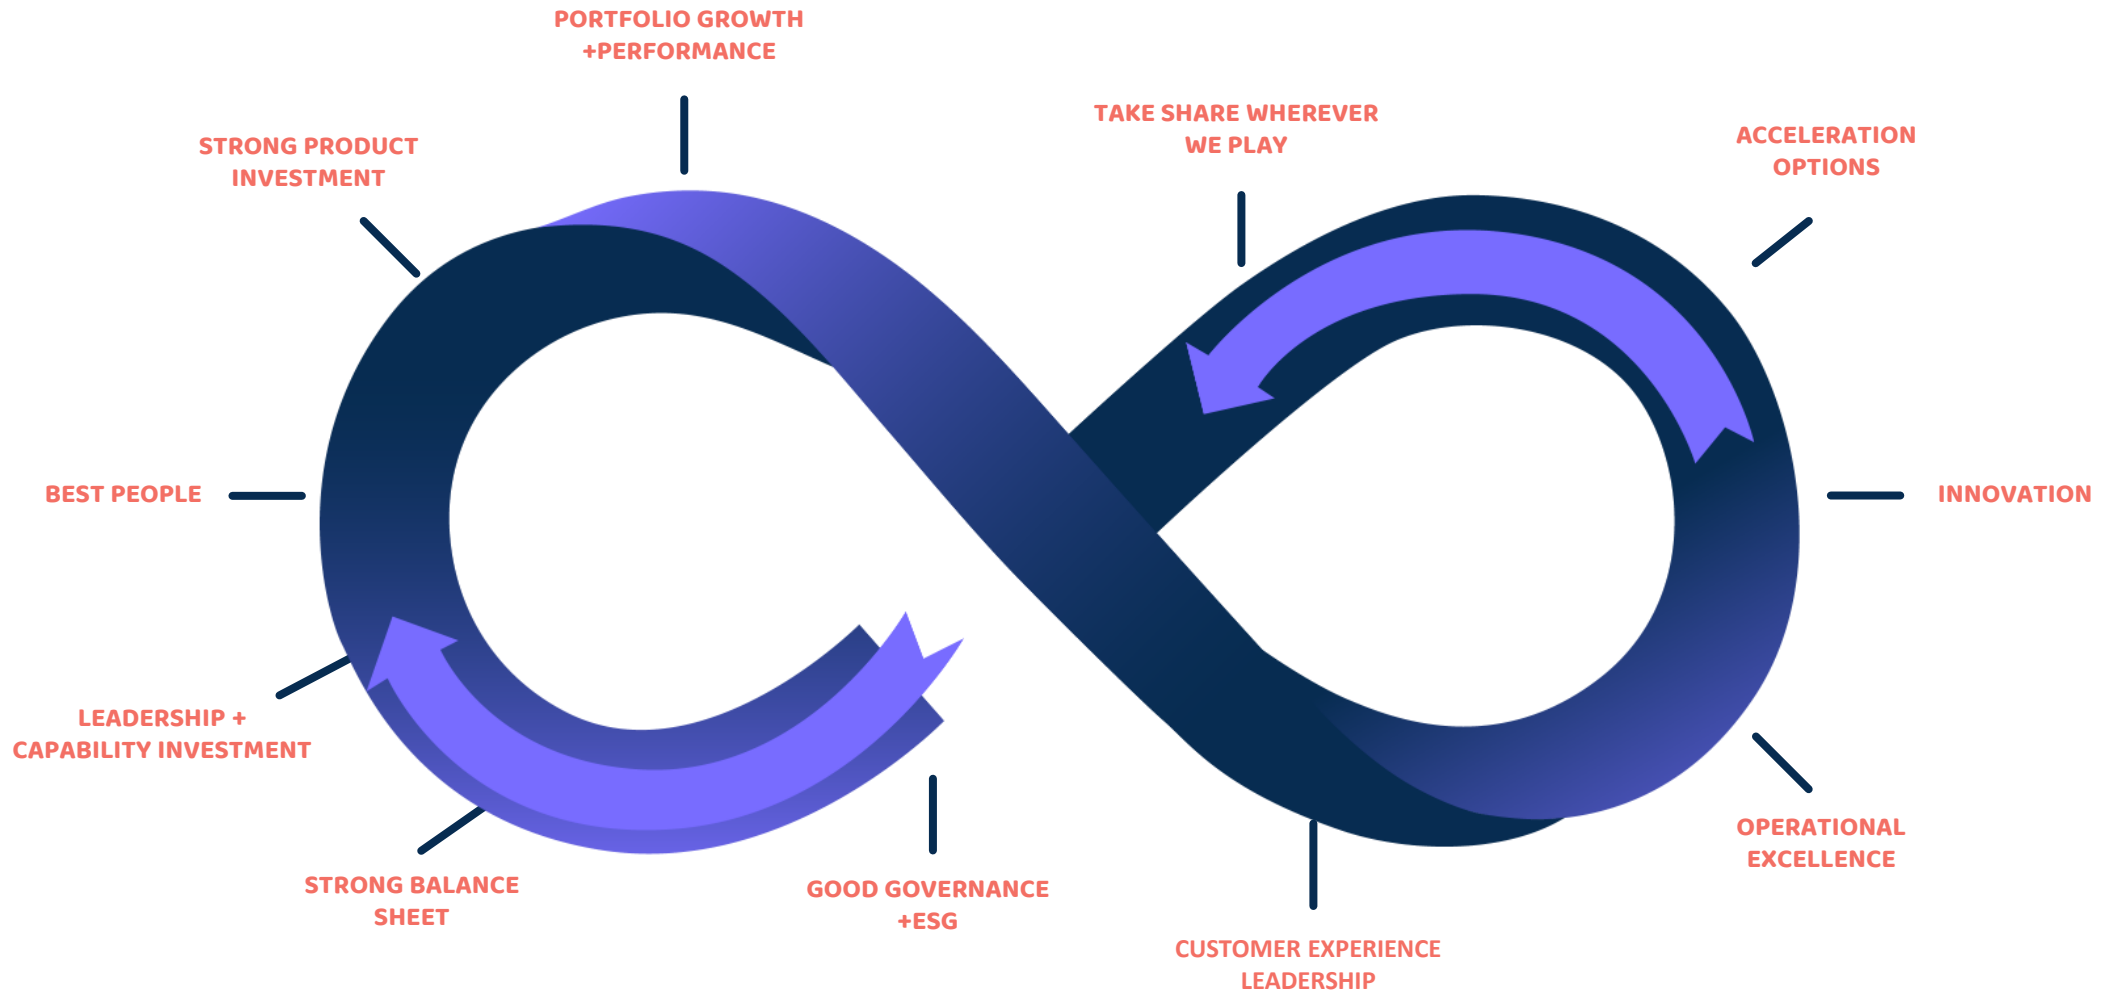 PORTFOLIO GROWTH
+PERFORMANCE
TAKE SHARE WHEREVER
WE PLAY
ACCELERATION
OPTIONS
STRONG PRODUCT
INVESTMENT
BEST PEOPLE
INNOVATION
LEADERSHIP +
CAPABILITY INVESTMENT
OPERATIONAL
EXCELLENCE
STRONG BALANCE
SHEET
GOOD GOVERNANCE
+ESG
CUSTOMER EXPERIENCE
LEADERSHIP